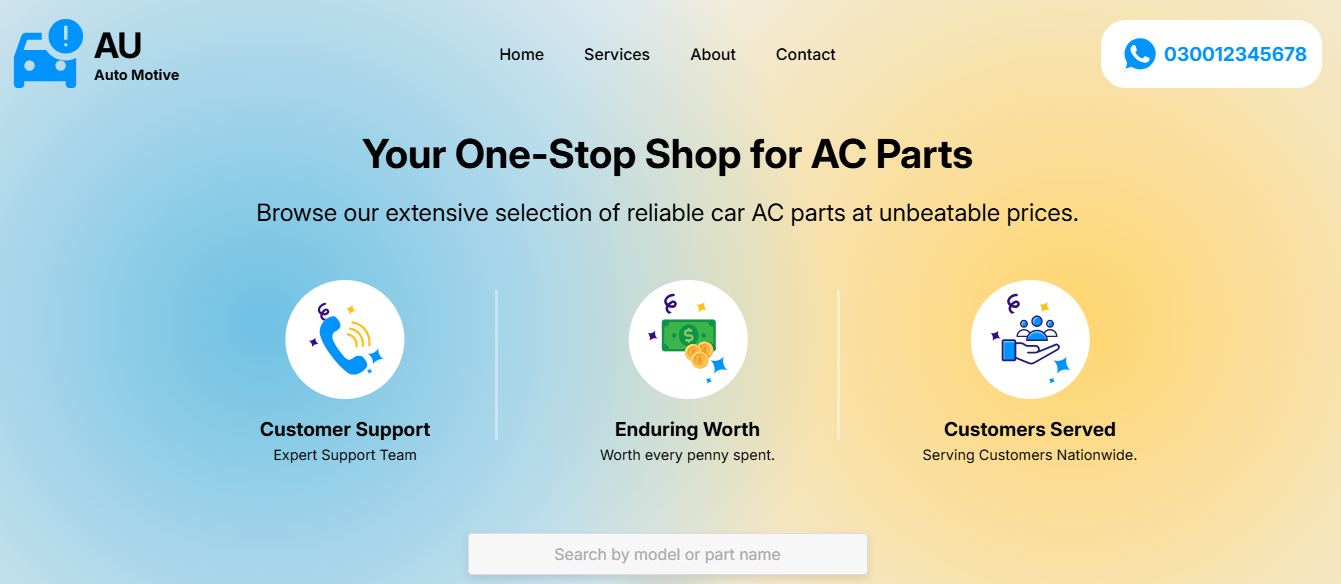 AU
Auto Motive
Home Services About Contact
030012345678
Your One-Stop Shop for AC Parts
Browse our extensive selection of reliable car AC parts at unbeatable prices.
Customer Support
Expert Support Team
Enduring Worth
Worth every penny spent.
Customers Served
Serving Customers Nationwide.
Search by model or part name